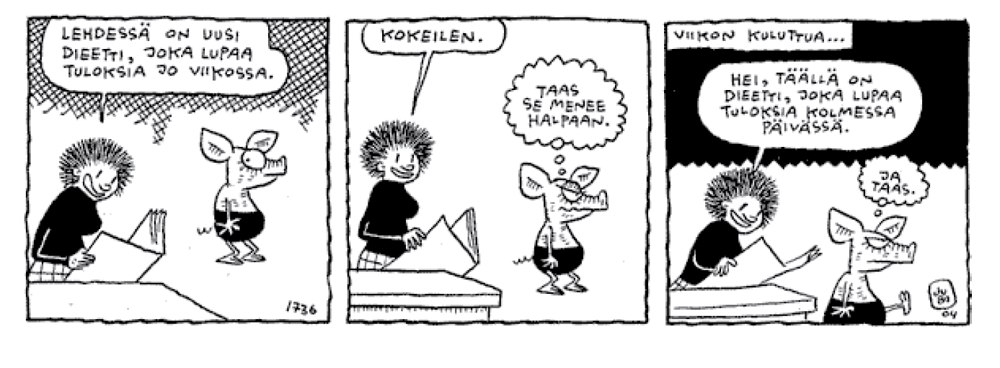 LEHDESSÄ ON UUSI
DIEETTI, JOKA LUPAA
TULOKSIA JO VIIKOSSA.
1736
KOKEILEN.
TAAS
SE MENEE
HALPAAN.
VIIKON KULUTTUA...
HEI, TÄÄLLÄ ON
DIEETTI, JOKA LUPAA
TULOKSIA KOLMESSA
PÄIVÄSSÄ.
JA
TAAS.
JU
BA
04